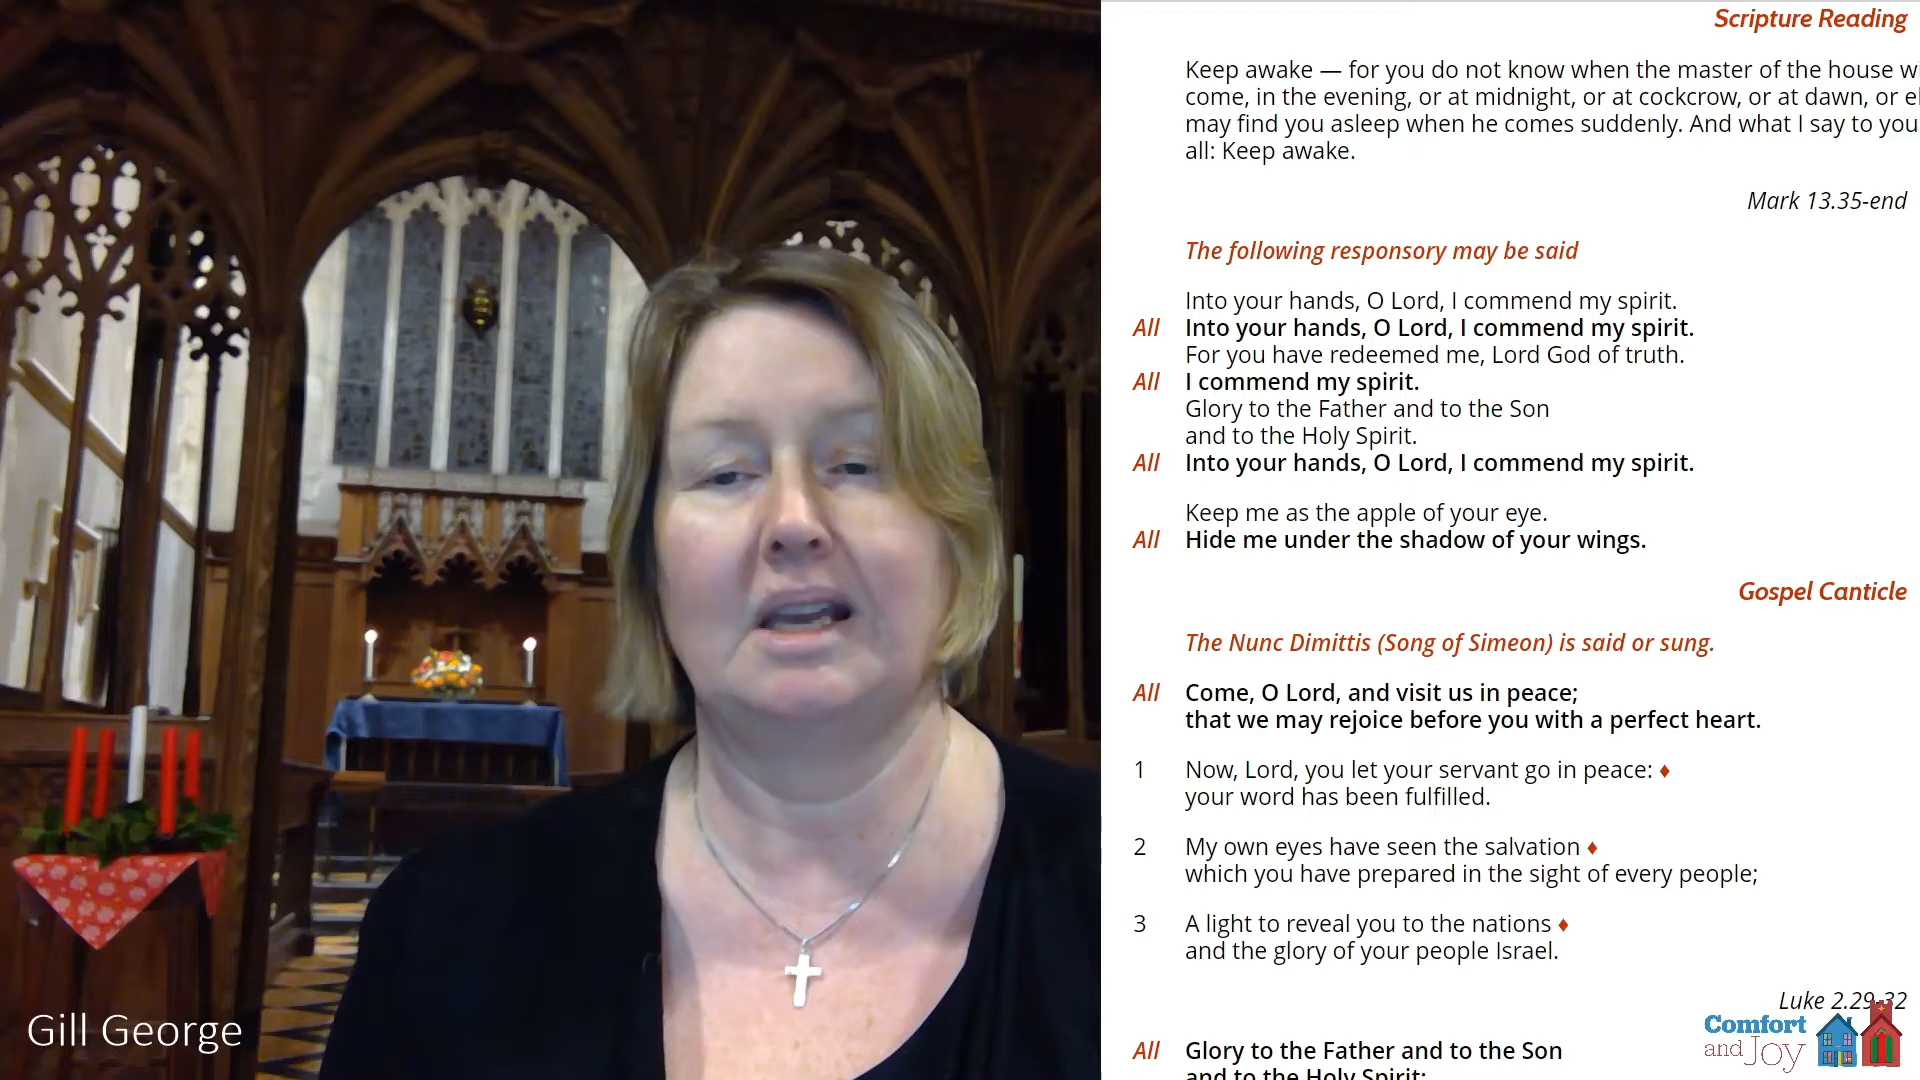 Scripture Reading
Keep awake — for you do not know when the master of the house
come, in the evening, or at midnight, or at cockcrow, or at dawn, or
may find you asleep when he comes suddenly. And what I say to you
all: Keep awake.
Mark 13.35-end
The following responsory may be said
Into your hands, O Lord, I commend my spirit.
All Into your hands, O Lord, I commend my spirit.
For you have redeemed me, Lord God of truth.
All I commend my spirit.
Glory to the Father and to the Son
and to the Holy Spirit.
All Into your hands, O Lord, I commend my spirit.
Keep me as the apple of your eye.
All Hide me under the shadow of your wings.
Gospel Canticle
The Nunc Dimittis (Song of Simeon) is said or sung.
All Come, O Lord, and visit us in peace;
that we may rejoice before you with a perfect heart.
1 Now, Lord, you let your servant go in peace: ♦
your word has been fulfilled.
2 My own eyes have seen the salvation ♦
which you have prepared in the sight of every people;
3 A light to reveal you to the nations ♦
and the glory of your people Israel.
Luke 2.29-32
All Glory to the Father and to the Son
and to the Holy Spirit:
Gill George
Comfort
and Joy